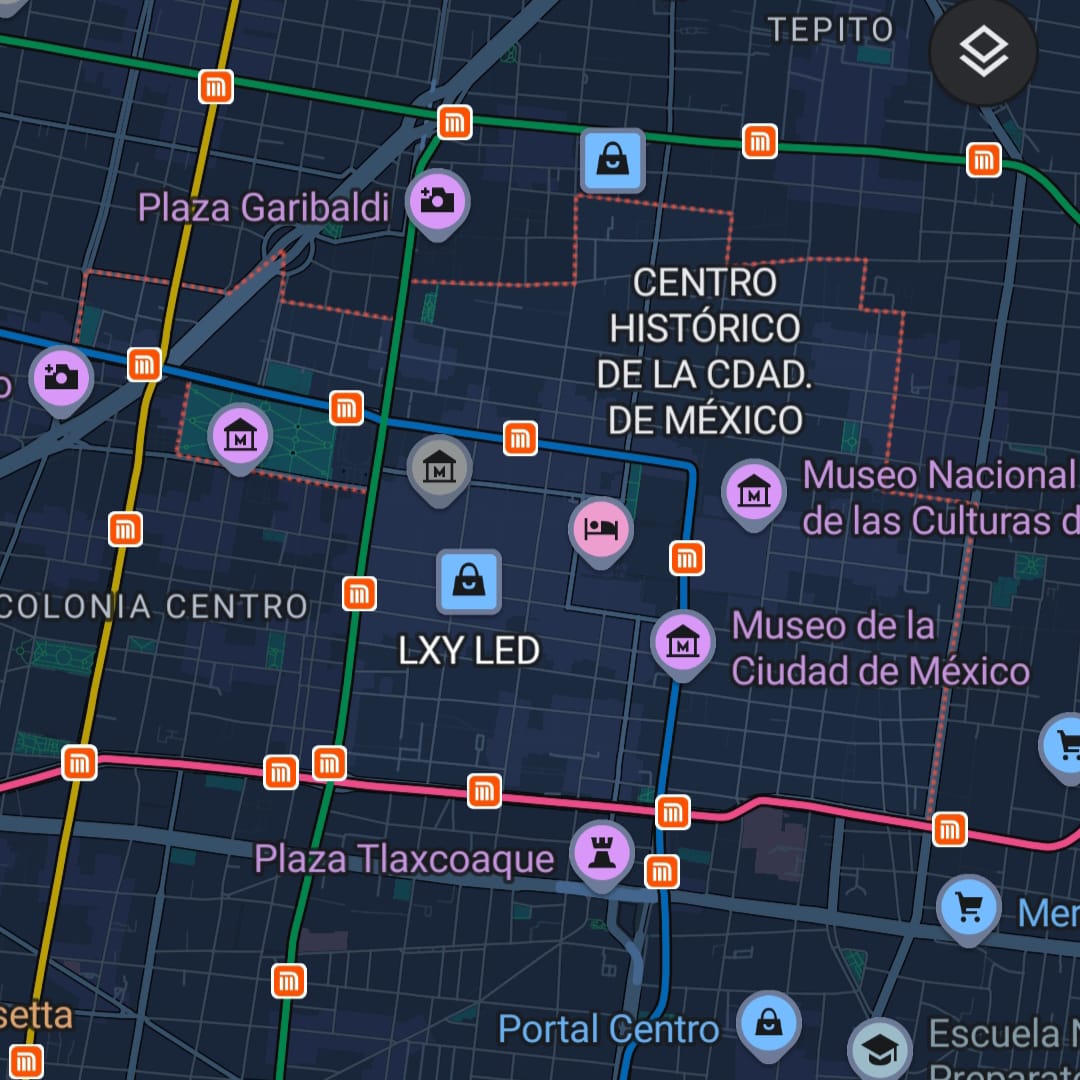 TEPITO
Plaza Garibaldi
CENTRO
HISTÓRICO
DE LA CDAD.
DE MÉXICO
o
Museo Nacional
de las Culturas d
COLONIA CENTRO
LXY LED
Museo de la
Ciudad de México
Plaza Tlaxcoaque
Mer
setta
Portal Centro
Escuela N
Preparato